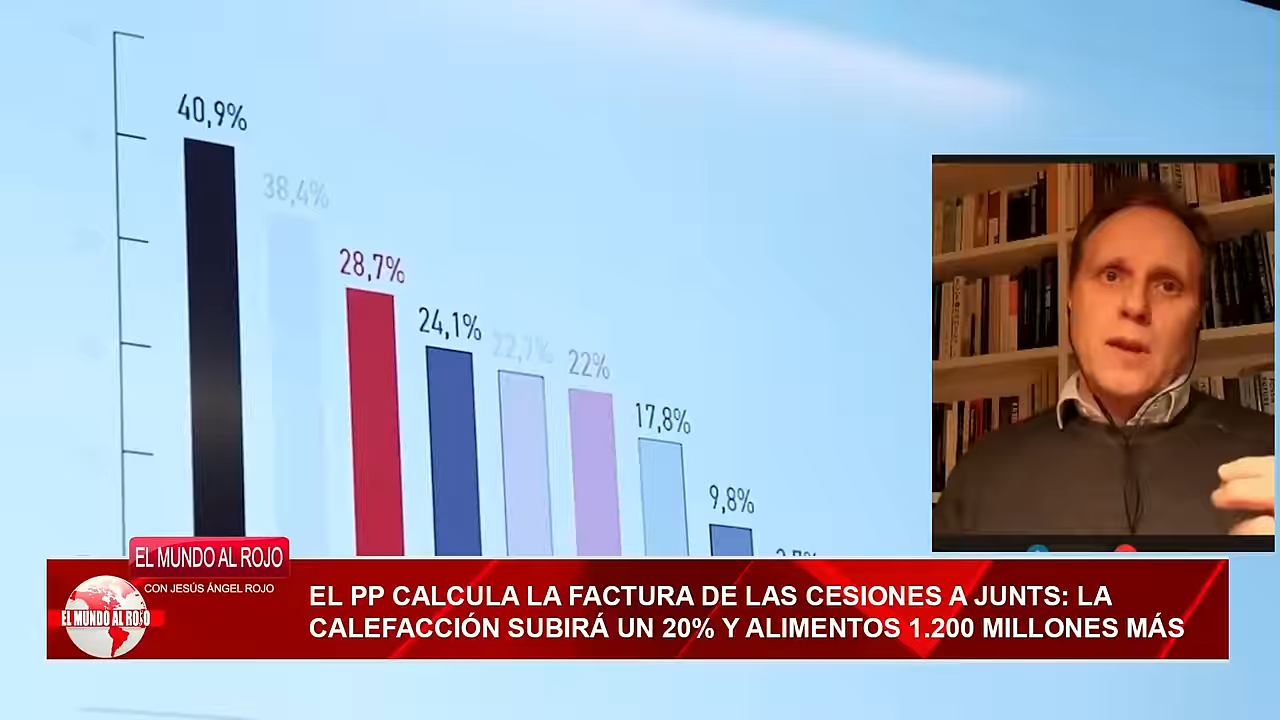 40,9%
38,4%
28,7%
24,1%
22,7%
22%
17,8%
9,8%
EL MUNDO AL ROJO
CON JESÚS ÁNGEL ROJO
EL MUNDO AL ROJO
EL PP CALCULA LA FACTURA DE LAS CESIONES A JUNTS: LA
CALEFACCIÓN SUBIRÁ UN 20% Y ALIMENTOS 1.200 MILLONES MÁS